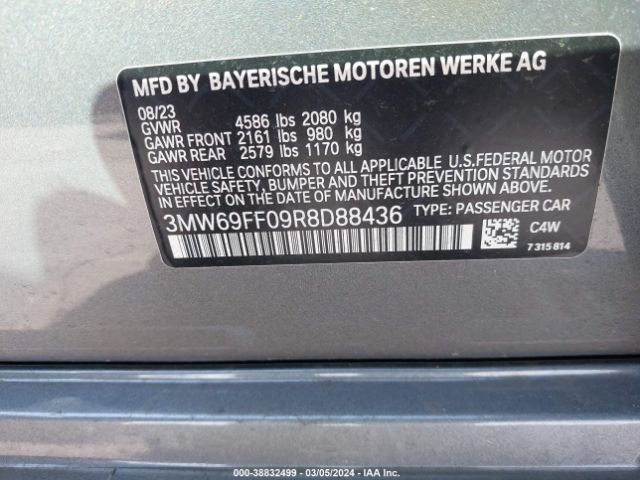 MFD BY BAYERISCHE MOTOREN WERKE AG
08/23
GVWR 4586 lbs 2080 kg
GAWR FRONT 2161 lbs 980 kg
GAWR REAR 2579 lbs 1170 kg
THIS VEHICLE CONFORMS TO ALL APPLICABLE U.S.FEDERAL MOTOR
VEHICLE SAFETY, BUMPER AND THEFT PREVENTION STANDARDS
IN EFFECT ON THE DATE OF MANUFACTURE SHOWN ABOVE.
3MW69FF09R8D88436 TYPE: PASSENGER CAR
C4W
7 315 814
000-38832499 — 03/05/2024 — IAA Inc.